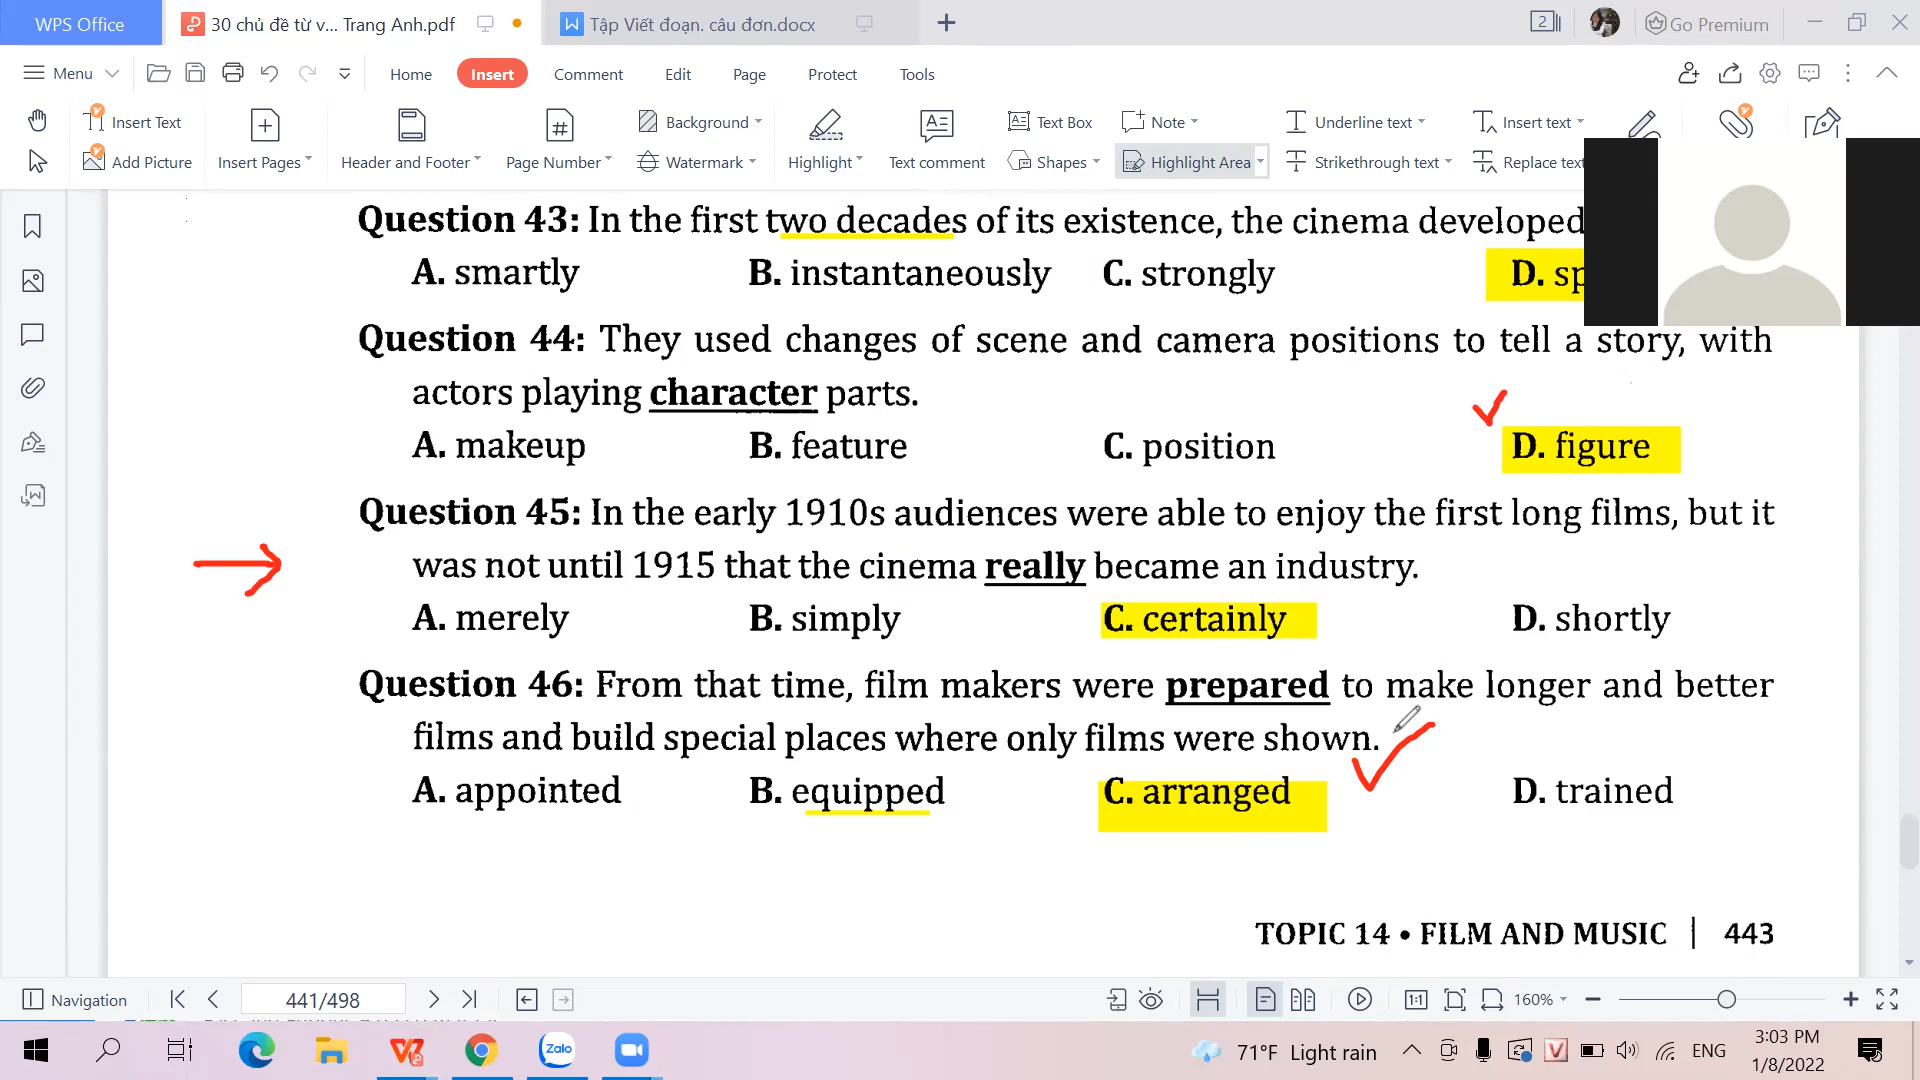 WPS Office
30 chủ đề từ v... Trang Anh.pdf
Tập Viết đoạn. câu đơn.docx
2
Go Premium
Menu
Home
Insert
Comment
Edit
Page
Protect
Tools
Insert Text
Add Picture
Insert Pages
Header and Footer
Page Number
Background
Watermark
Highlight
Text comment
Text Box
Shapes
Note
Highlight Area
Underline text
Strikethrough text
Insert text
Replace text
Question 43: In the first two decades of its existence, the cinema developed
A. smartly B. instantaneously C. strongly D. sp
Question 44: They used changes of scene and camera positions to tell a story, with
actors playing character parts.
A. makeup B. feature C. position D. figure
Question 45: In the early 1910s audiences were able to enjoy the first long films, but it
was not until 1915 that the cinema really became an industry.
A. merely B. simply C. certainly D. shortly
Question 46: From that time, film makers were prepared to make longer and better
films and build special places where only films were shown.
A. appointed B. equipped C. arranged D. trained
TOPIC 14 • FILM AND MUSIC | 443
Navigation
441/498
1:1
160%
Zalo
71°F Light rain
ENG
3:03 PM
1/8/2022